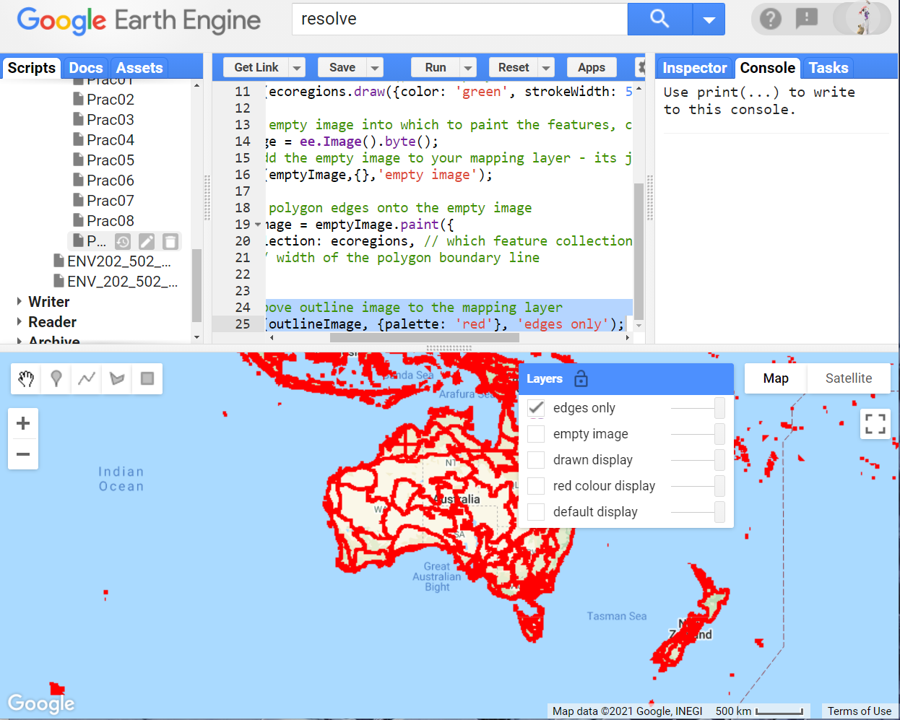 Google Earth Engine
resolve
Scripts Docs Assets
Prac01
Prac02
Prac03
Prac04
Prac05
Prac06
Prac07
Prac08
P...
ENV202_502_...
ENV_202_502_...
Writer
Reader
Archive
Get Link Save Run Reset Apps
11 (ecoregions.draw({color: 'green', strokeWidth: 5
12
13 empty image into which to paint the features, c
14 ge = ee.Image().byte();
15 dd the empty image to your mapping layer - its j
16 (emptyImage,{},'empty image');
17
18 polygon edges onto the empty image
19 mage = emptyImage.paint({
20 lection: ecoregions, // which feature collection
21 / width of the polygon boundary line
22
23
24 bove outline image to the mapping layer
25 (outlineImage, {palette: 'red'}, 'edges only');
Inspector Console Tasks
Use print(...) to write
to this console.
Layers
edges only
empty image
drawn display
red colour display
default display
Map Satellite
+
−
Banda Sea
Arafura Sea
Indian
Ocean
NT
WA
Australia
SA
Great
Australian
Bight
Tasman Sea
Google
Map data ©2021 Google, INEGI 500 km Terms of Use